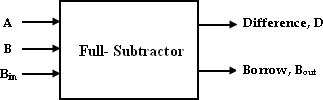 A
Difference, D
B
Full- Subtractor
Bin
Borrow, Bout